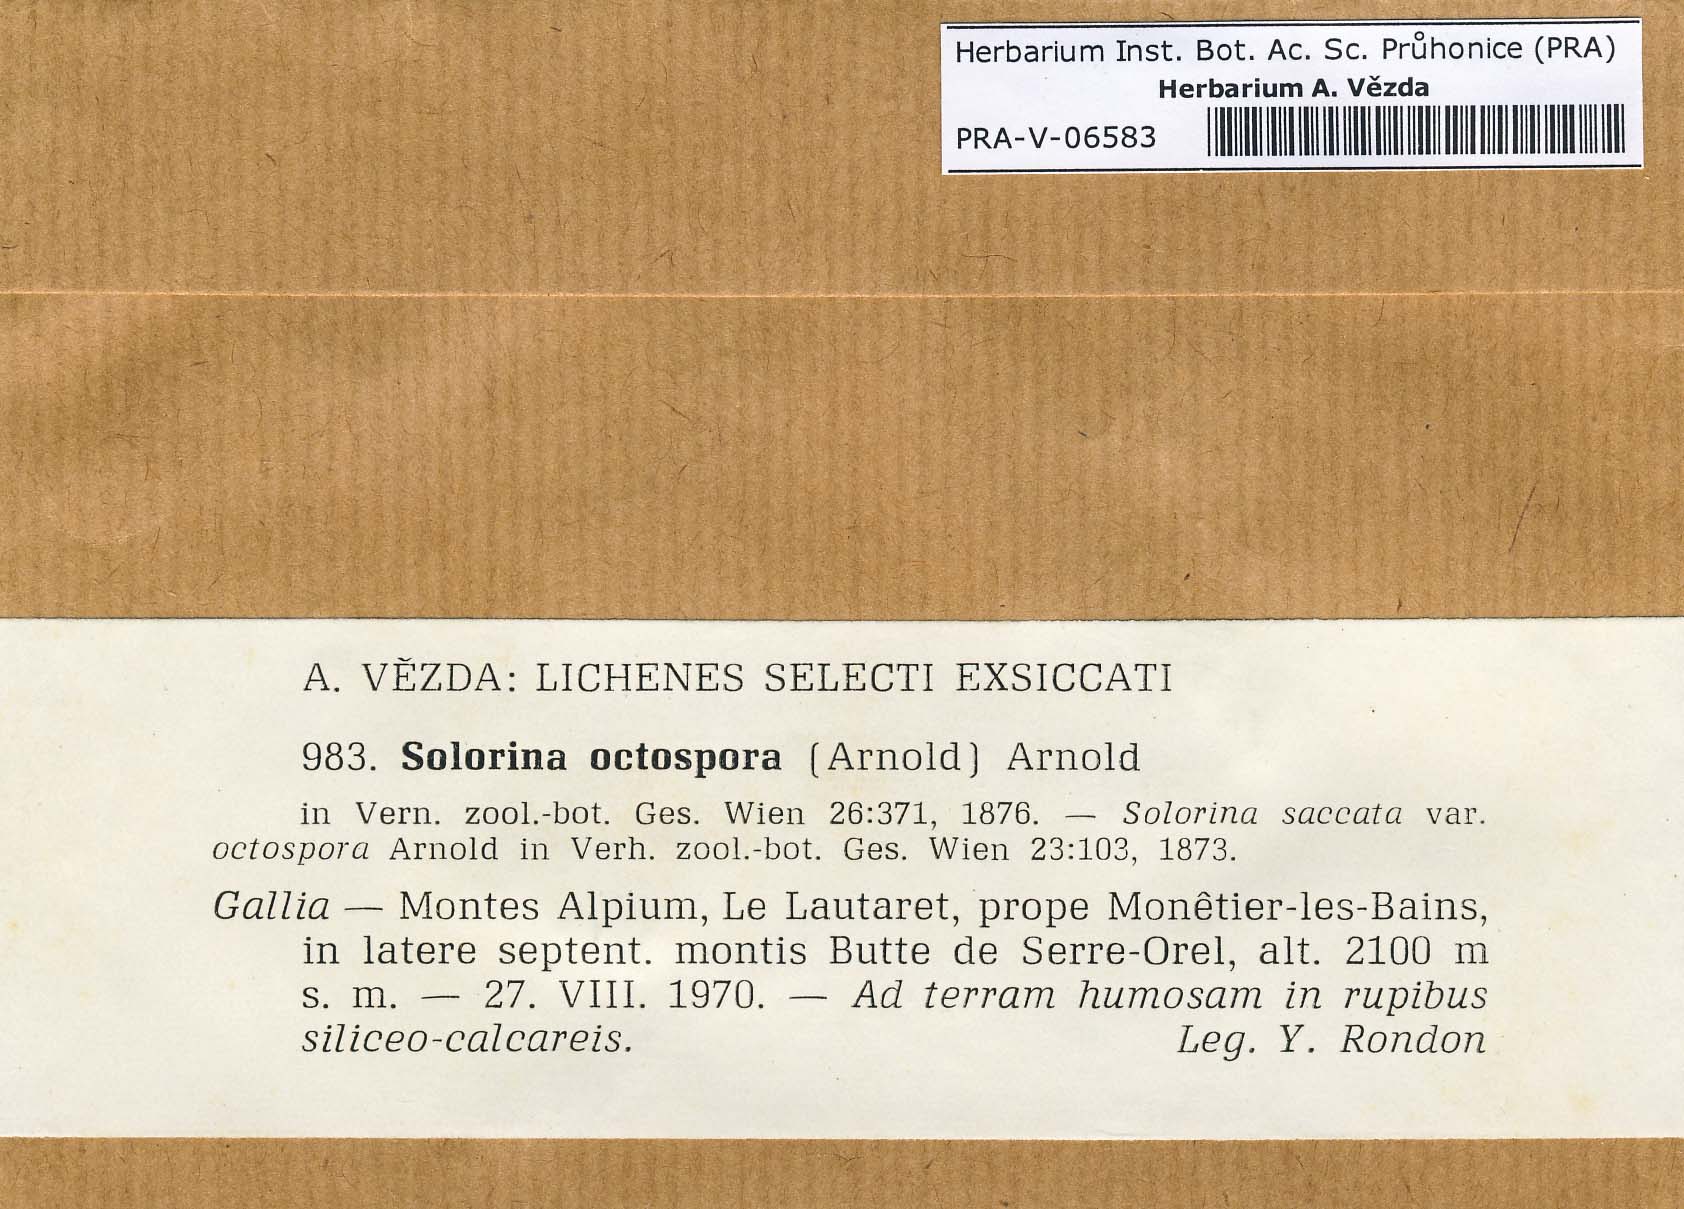 Herbarium Inst. Bot. Ac. Sc. Průhonice (PRA)
Herbarium A. Vězda
PRA-V-06583
A. VĚZDA: LICHENES SELECTI EXSICCATI
983. Solorina octospora (Arnold) Arnold
in Vern. zool.-bot. Ges. Wien 26:371, 1876. — Solorina saccata var.
octospora Arnold in Verh. zool.-bot. Ges. Wien 23:103, 1873.
Gallia — Montes Alpium, Le Lautaret, prope Monêtier-les-Bains,
in latere septent. montis Butte de Serre-Orel, alt. 2100 m
s. m. — 27. VIII. 1970. — Ad terram humosam in rupibus
siliceo-calcareis. Leg. Y. Rondon